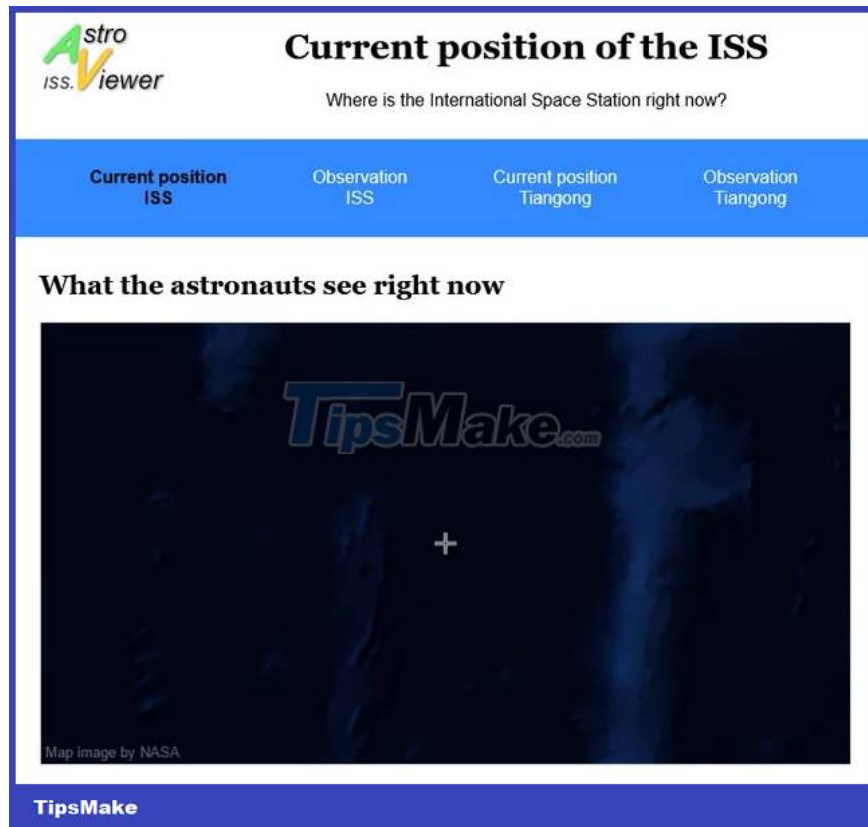 Astro
ISS.Viewer
Current position of the ISS
Where is the International Space Station right now?
Current position
ISS
Observation
ISS
Current position
Tiangong
Observation
Tiangong
What the astronauts see right now
TipsMake.com
Map image by NASA
TipsMake